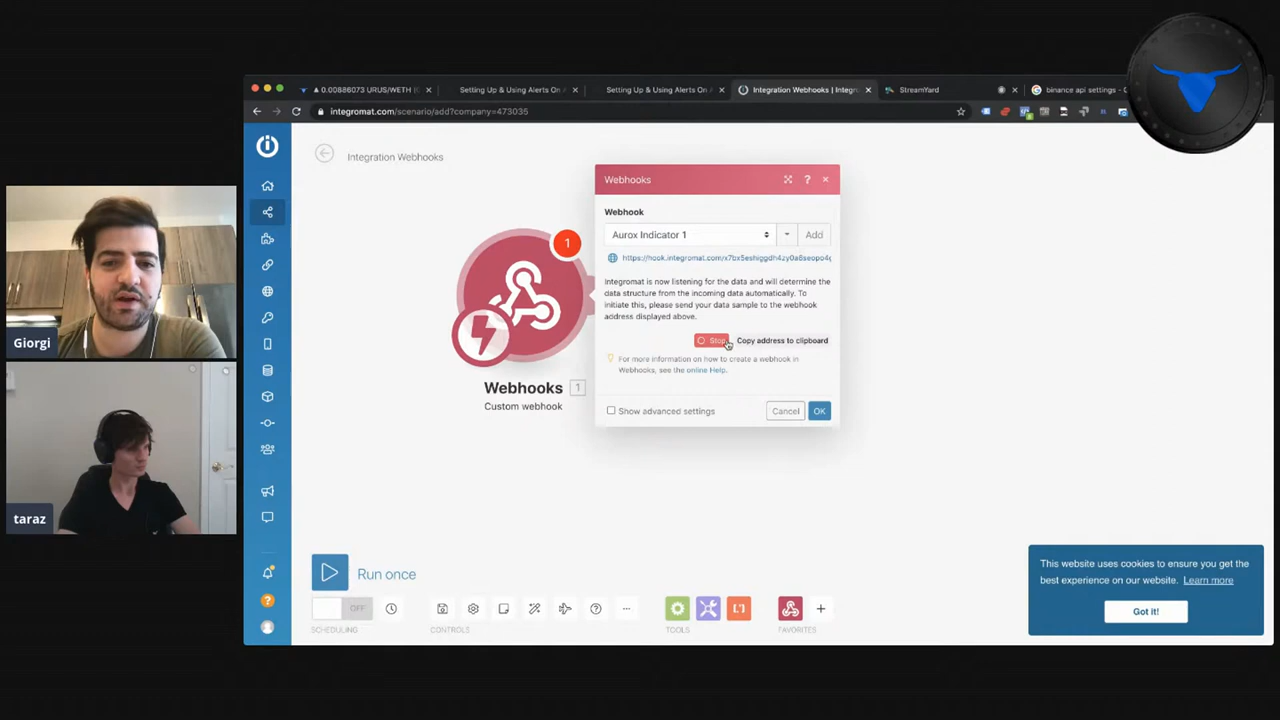 ▲ 0.00886073 URUS/WETH
Setting Up & Using Alerts On
Setting Up & Using Alerts On
Integration Webhooks | Integr
StreamYard
binance api settings -
integromat.com/scenario/add?company=473035
Integration Webhooks
Webhooks
Webhook
Aurox Indicator 1
Add
Integromat is now listening for the data and will determine the
data structure from the incoming data automatically. To
initiate this, please send your data sample to the webhook
address displayed above.
Stop
Copy address to clipboard
For more information on how to create a webhook in
Webhooks, see the online Help.
Show advanced settings
Cancel
OK
1
Webhooks
1
Custom webhook
Giorgi
taraz
Run once
OFF
SCHEDULING
CONTROLS
TOOLS
FAVORITES
This website uses cookies to ensure you get the
best experience on our website. Learn more
Got it!